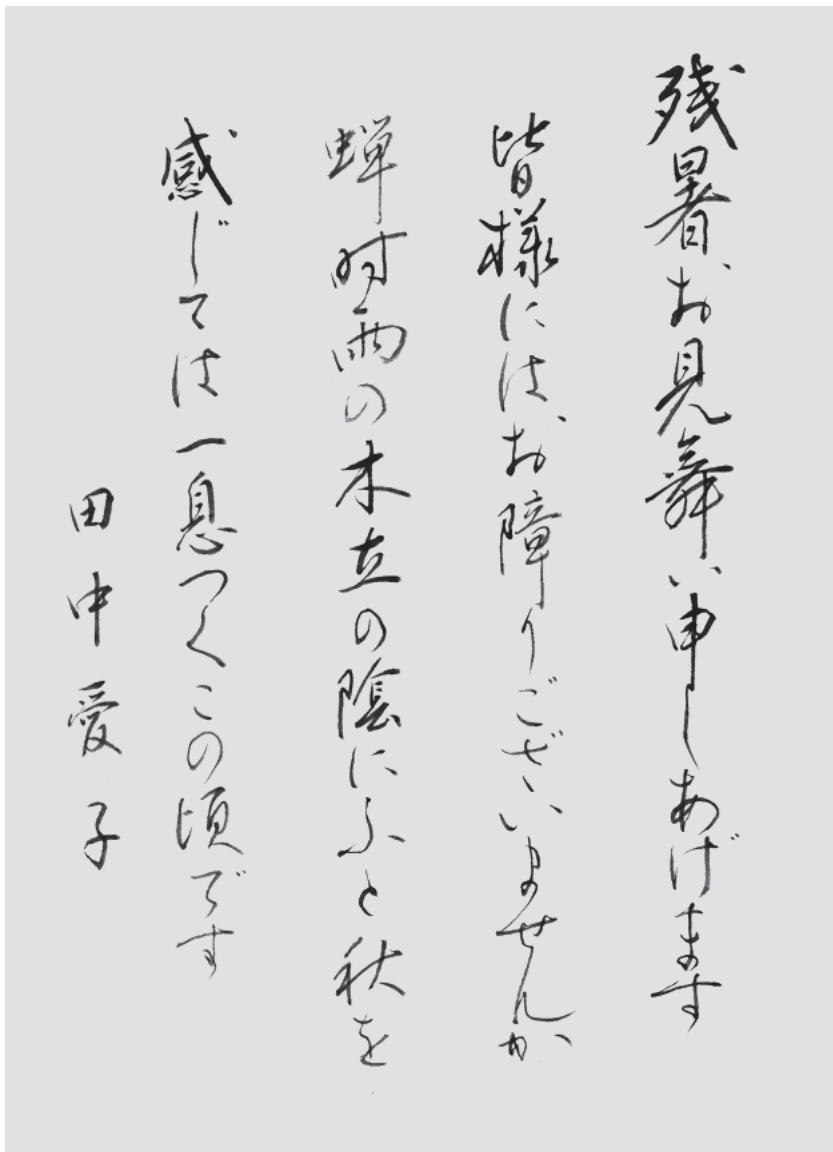 残暑お見舞い申しあげます
皆様にはお障りございませんか
蝉時雨の木立の陰にふと秋を
感じては一息つくこの頃です
田中愛子